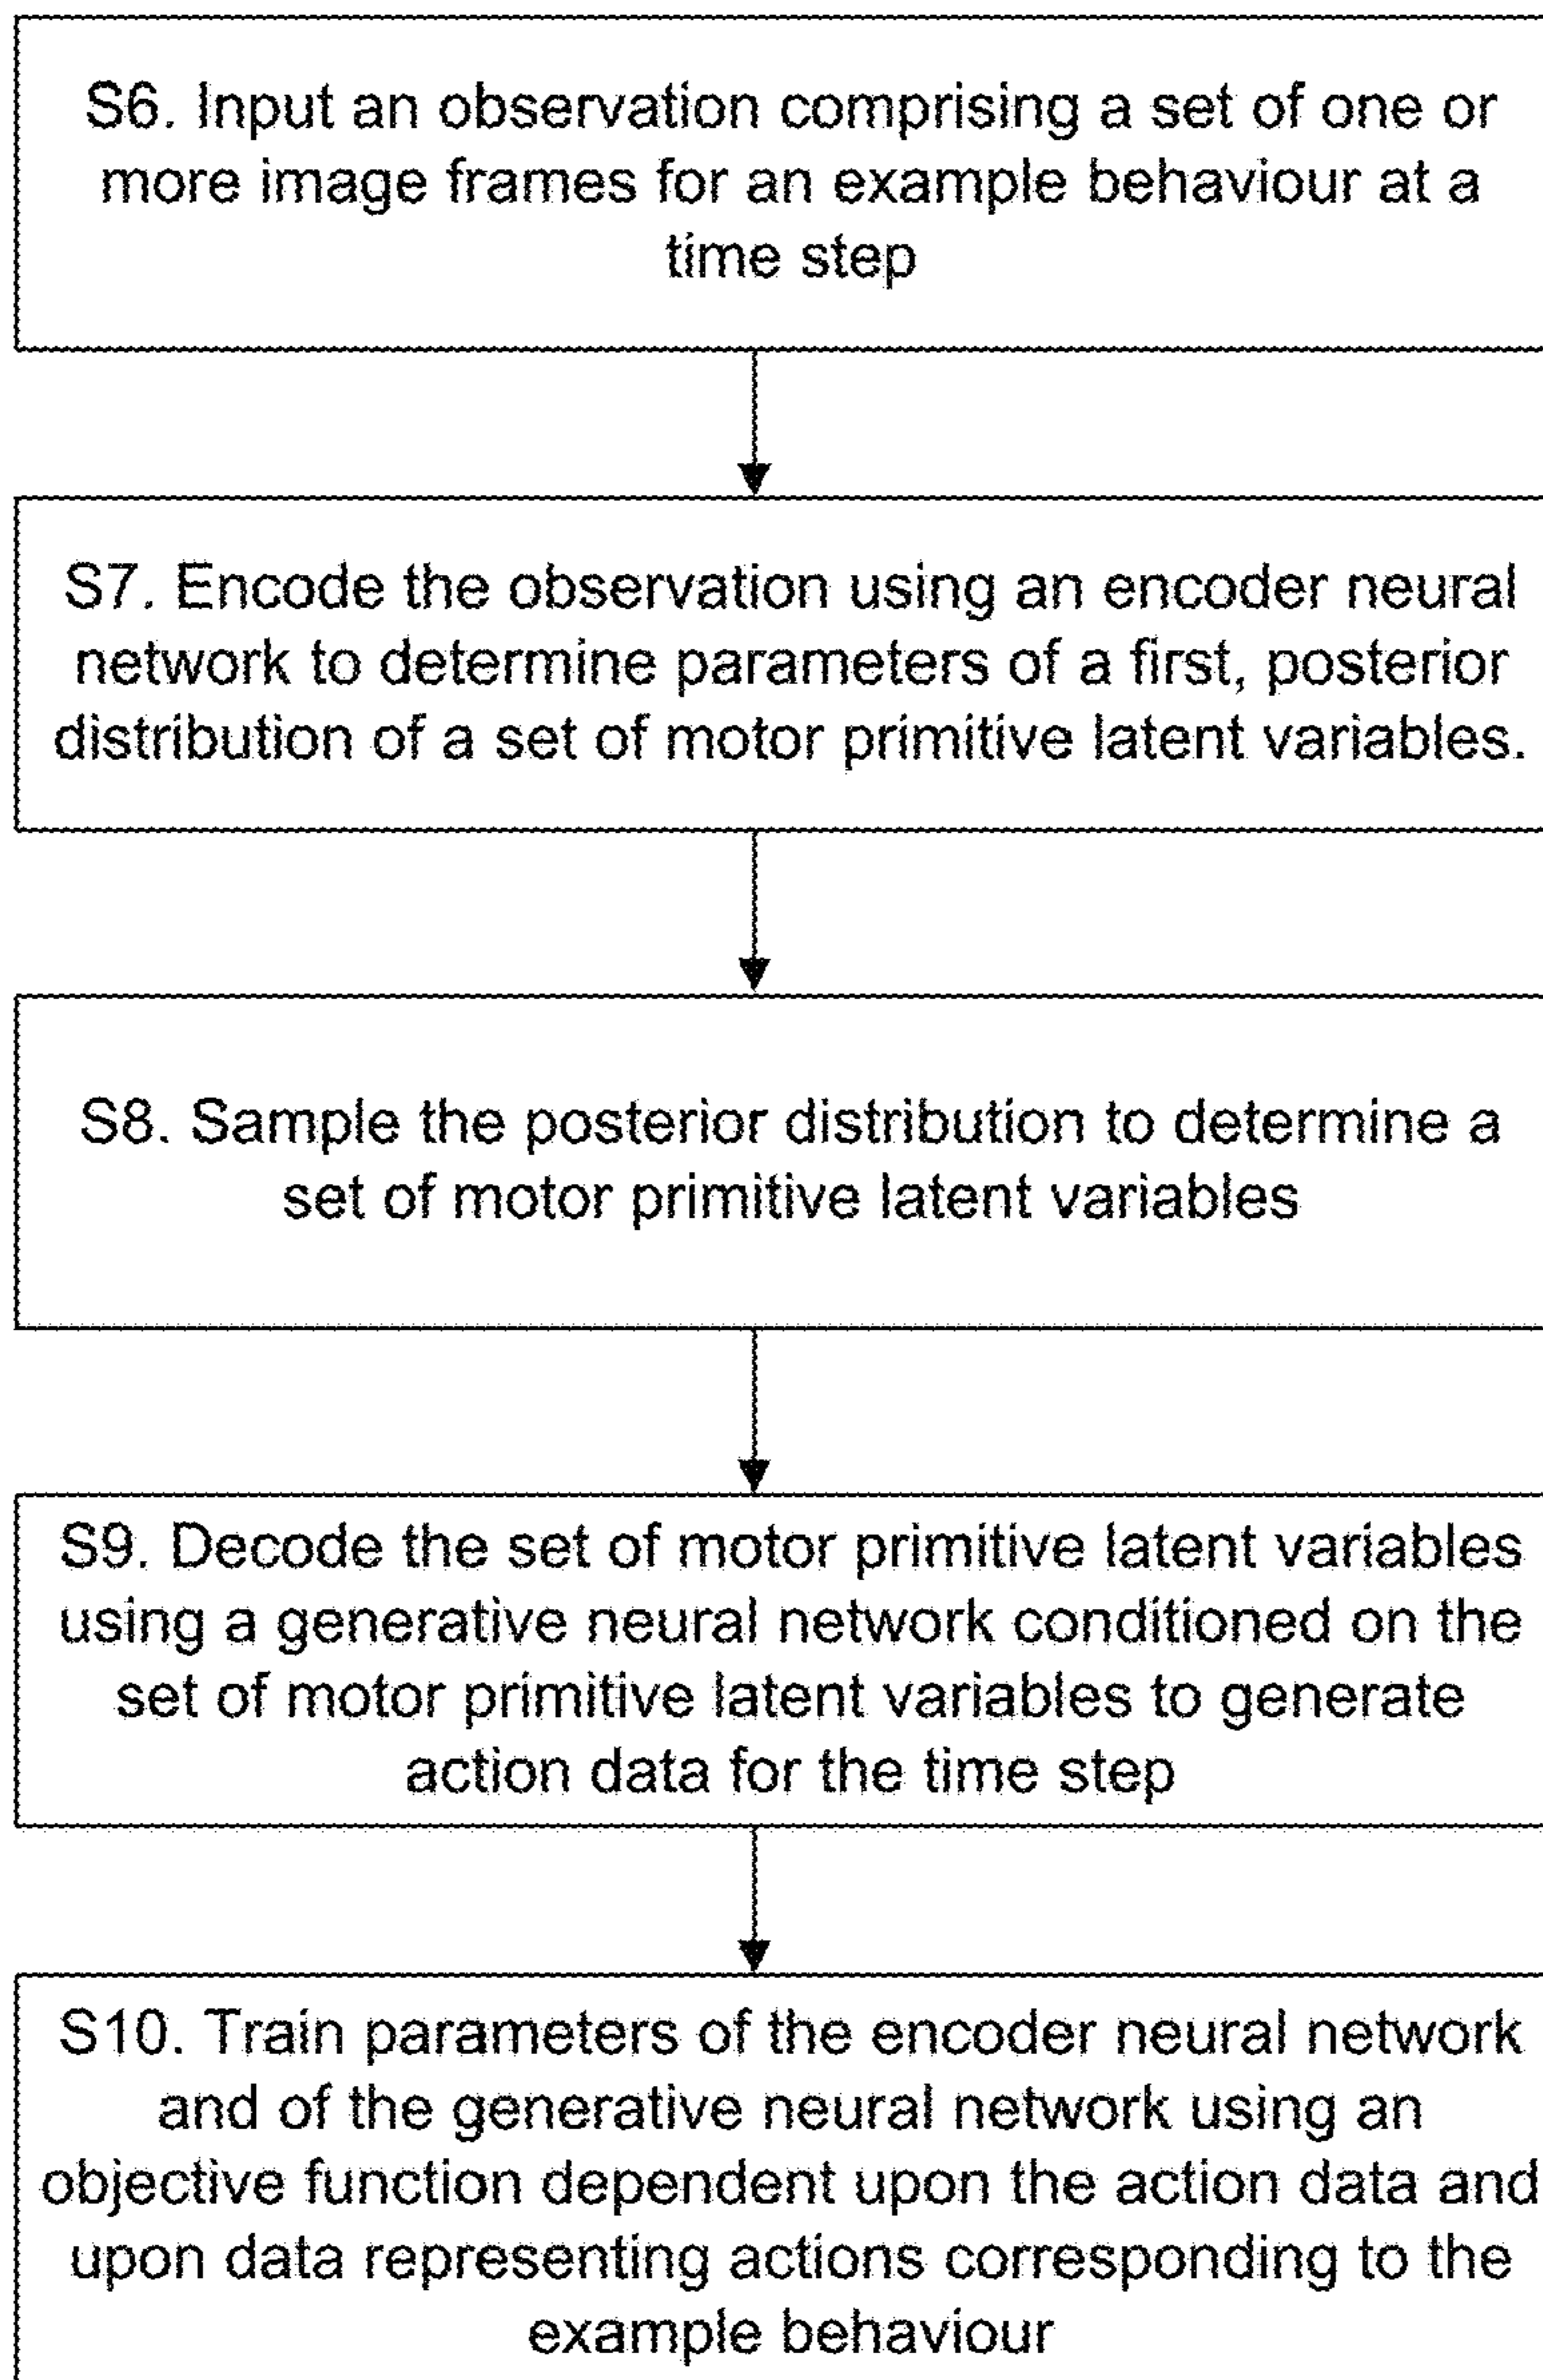 S6. Input an observation comprising a set of one or
more image frames for an example behaviour at a
time step
S7. Encode the observation using an encoder neural
network to determine parameters of a first, posterior
distribution of a set of motor primitive latent variables.
S8. Sample the posterior distribution to determine a
set of motor primitive latent variables
S9. Decode the set of motor primitive latent variables
using a generative neural network conditioned on the
set of motor primitive latent variables to generate
action data for the time step
S10. Train parameters of the encoder neural network
and of the generative neural network using an
objective function dependent upon the action data and
upon data representing actions corresponding to the
example behaviour